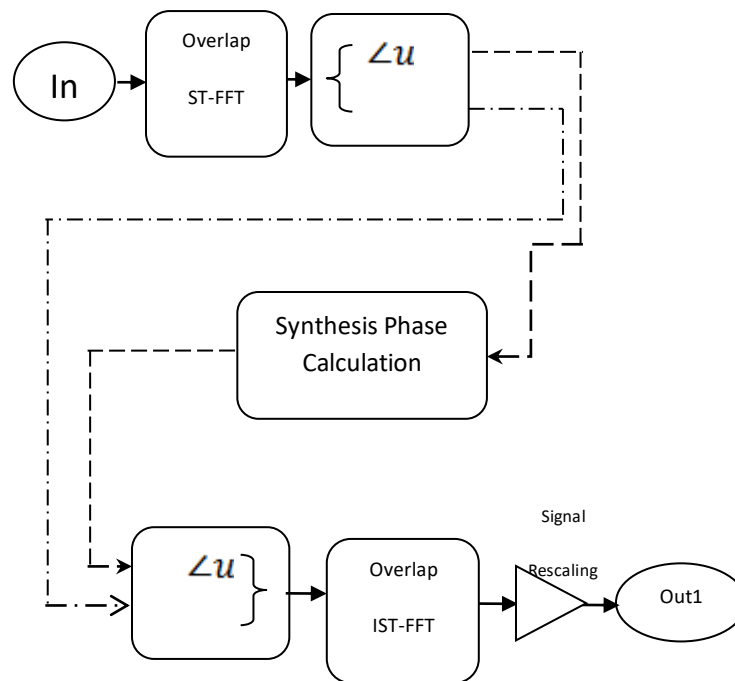 In
Overlap
ST-FFT
∠u
Synthesis Phase
Calculation
∠u
Overlap
IST-FFT
Signal
Rescaling
Out1